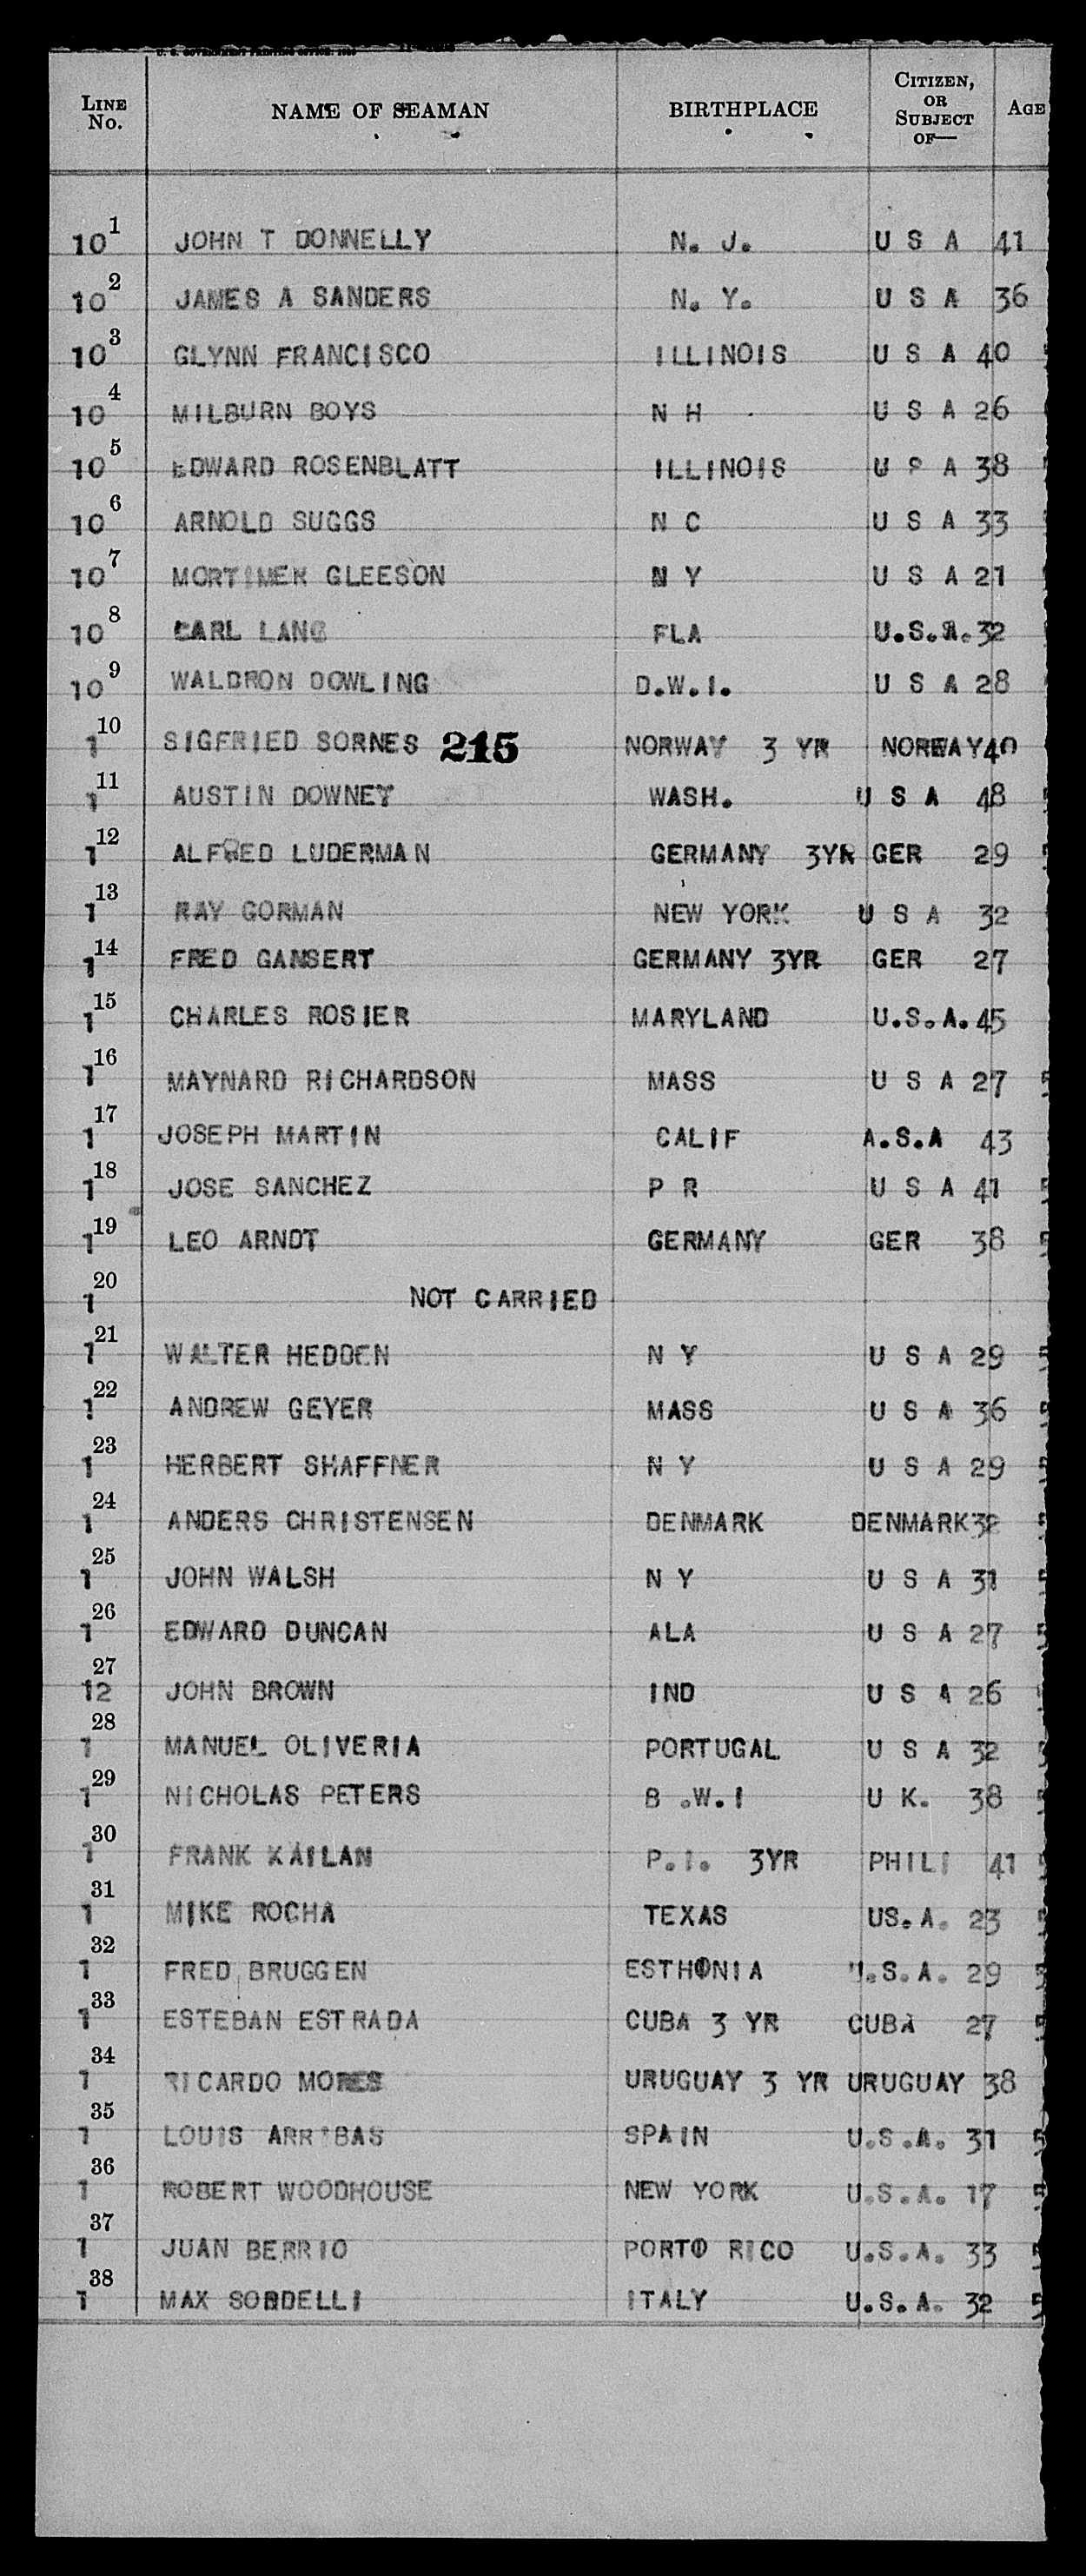 U. S. GOVERNMENT PRINTING OFFICE
LINE No. NAME OF SEAMAN BIRTHPLACE CITIZEN, OR SUBJECT OF— AGE
10 1 JOHN T DONNELLY N. J. U S A 41
10 2 JAMES A SANDERS N. Y. U S A 36
10 3 GLYNN FRANCISCO ILLINOIS U S A 40
10 4 MILBURN BOYS N H U S A 26
10 5 EDWARD ROSENBLATT ILLINOIS U S A 38
10 6 ARNOLD SUGGS N C U S A 33
10 7 MORTIMER GLEESON N Y U S A 21
10 8 CARL LANG FLA U.S.A. 32
10 9 WALDRON DOWLING D.W.I. U S A 28
1 10 SIGFRIED SORNES 215 NORWAY 3 YR NORWAY 40
1 11 AUSTIN DOWNEY WASH. U S A 48
1 12 ALFRED LUDERMAN GERMANY 3YR GER 29
1 13 RAY GORMAN NEW YORK U S A 32
1 14 FRED GANSERT GERMANY 3YR GER 27
1 15 CHARLES ROSIER MARYLAND U.S.A. 45
1 16 MAYNARD RICHARDSON MASS U S A 27
1 17 JOSEPH MARTIN CALIF A.S.A 43
1 18 JOSE SANCHEZ P R U S A 41
1 19 LEO ARNDT GERMANY GER 38
1 20 NOT CARRIED
1 21 WALTER HEDDEN N Y U S A 29
1 22 ANDREW GEYER MASS U S A 36
1 23 HERBERT SHAFFNER N Y U S A 29
1 24 ANDERS CHRISTENSEN DENMARK DENMARK 32
1 25 JOHN WALSH N Y U S A 31
1 26 EDWARD DUNCAN ALA U S A 27
12 27 JOHN BROWN IND U S A 26
1 28 MANUEL OLIVERIA PORTUGAL U S A 32
1 29 NICHOLAS PETERS B .W.I U K. 38
1 30 FRANK KAILAN P.I. 3YR PHILI 41
1 31 MIKE ROCHA TEXAS US.A. 23
1 32 FRED BRUGGEN ESTHONIA U.S.A. 29
1 33 ESTEBAN ESTRADA CUBA 3 YR CUBA 27
1 34 RICARDO MORES URUGUAY 3 YR URUGUAY 38
1 35 LOUIS ARRIBAS SPAIN U.S.A. 31
1 36 ROBERT WOODHOUSE NEW YORK U.S.A. 17
1 37 JUAN BERRIO PORTO RICO U.S.A. 33
1 38 MAX SORDELLI ITALY U.S.A. 32